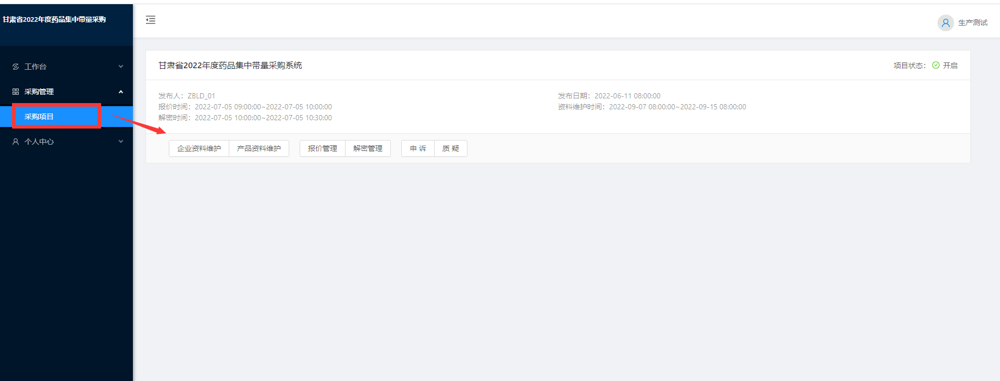 甘肃省2022年度药品集中带量采购
生产测试
工作台
采购管理
采购项目
个人中心
甘肃省2022年度药品集中带量采购系统
项目状态： 开启
发布人：ZBLD_01
发布日期：2022-06-11 08:00:00
报价时间：2022-07-05 09:00:00~2022-07-05 10:00:00
资料维护时间：2022-09-07 08:00:00~2022-09-15 08:00:00
解密时间：2022-07-05 10:00:00~2022-07-05 10:30:00
企业资料维护 产品资料维护 报价管理 解密管理 申 诉 质 疑